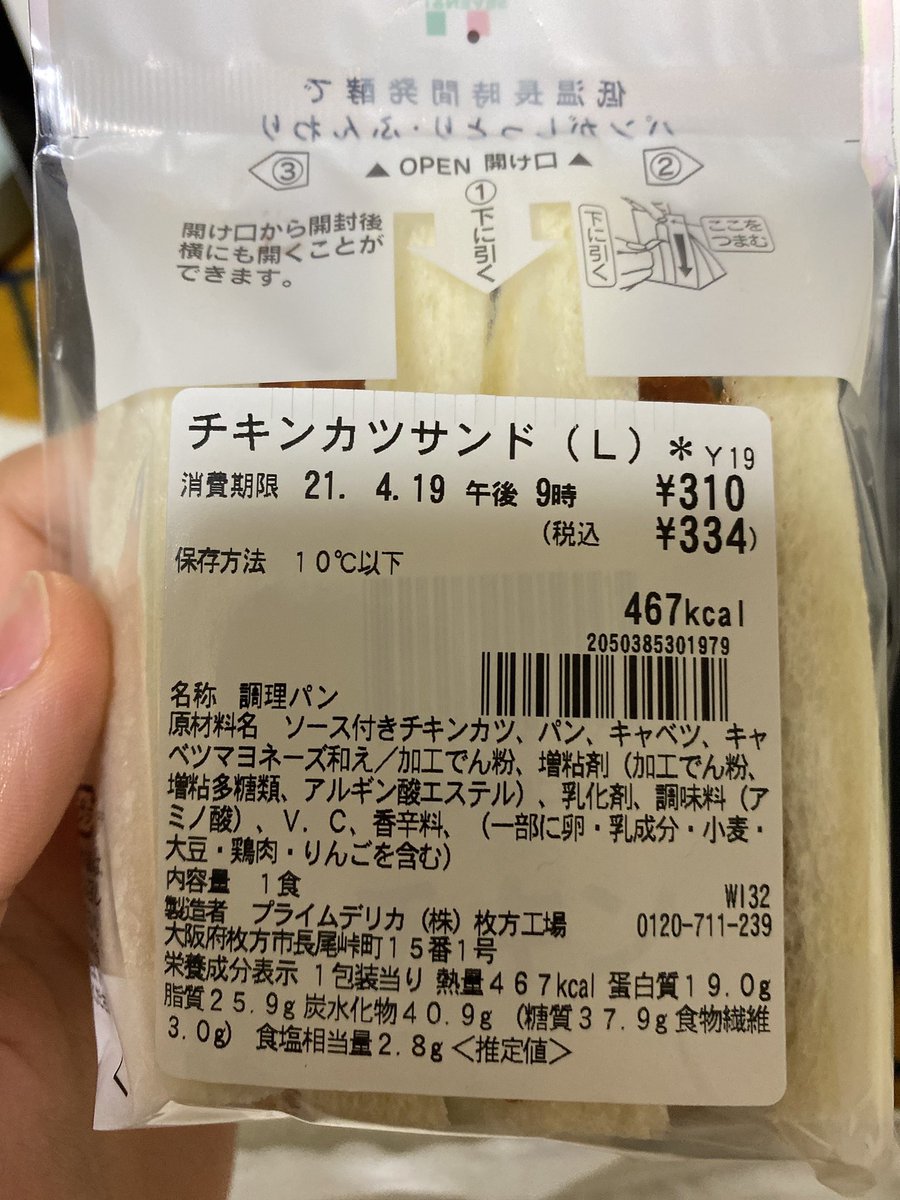 低温長時間発酵で
パンがしっとり・ふんわり
③ ▲ OPEN 開け口 ▲ ②
①下に引く
開け口から開封後
横にも開くことが
できます。
下に引く
ここを
つまむ
チキンカツサンド（Ｌ）＊ Y19
消費期限 21. 4.19 午後 9時 ¥310
(税込 ¥334)
保存方法 １０℃以下
467kcal
2050385301979
名称 調理パン
原材料名 ソース付きチキンカツ、パン、キャベツ、キャ
ベツマヨネーズ和え／加工でん粉、増粘剤（加工でん粉、
増粘多糖類、アルギン酸エステル）、乳化剤、調味料（ア
ミノ酸）、Ｖ．Ｃ、香辛料、（一部に卵・乳成分・小麦・
大豆・鶏肉・りんごを含む）
内容量 １食 WI32
製造者 プライムデリカ（株）枚方工場 0120-711-239
大阪府枚方市長尾峠町１５番１号
栄養成分表示 １包装当り 熱量４６７kcal 蛋白質１９.０g
脂質２５.９g 炭水化物４０.９g （糖質３７.９g 食物繊維
３.０g） 食塩相当量２.８g ＜推定値＞